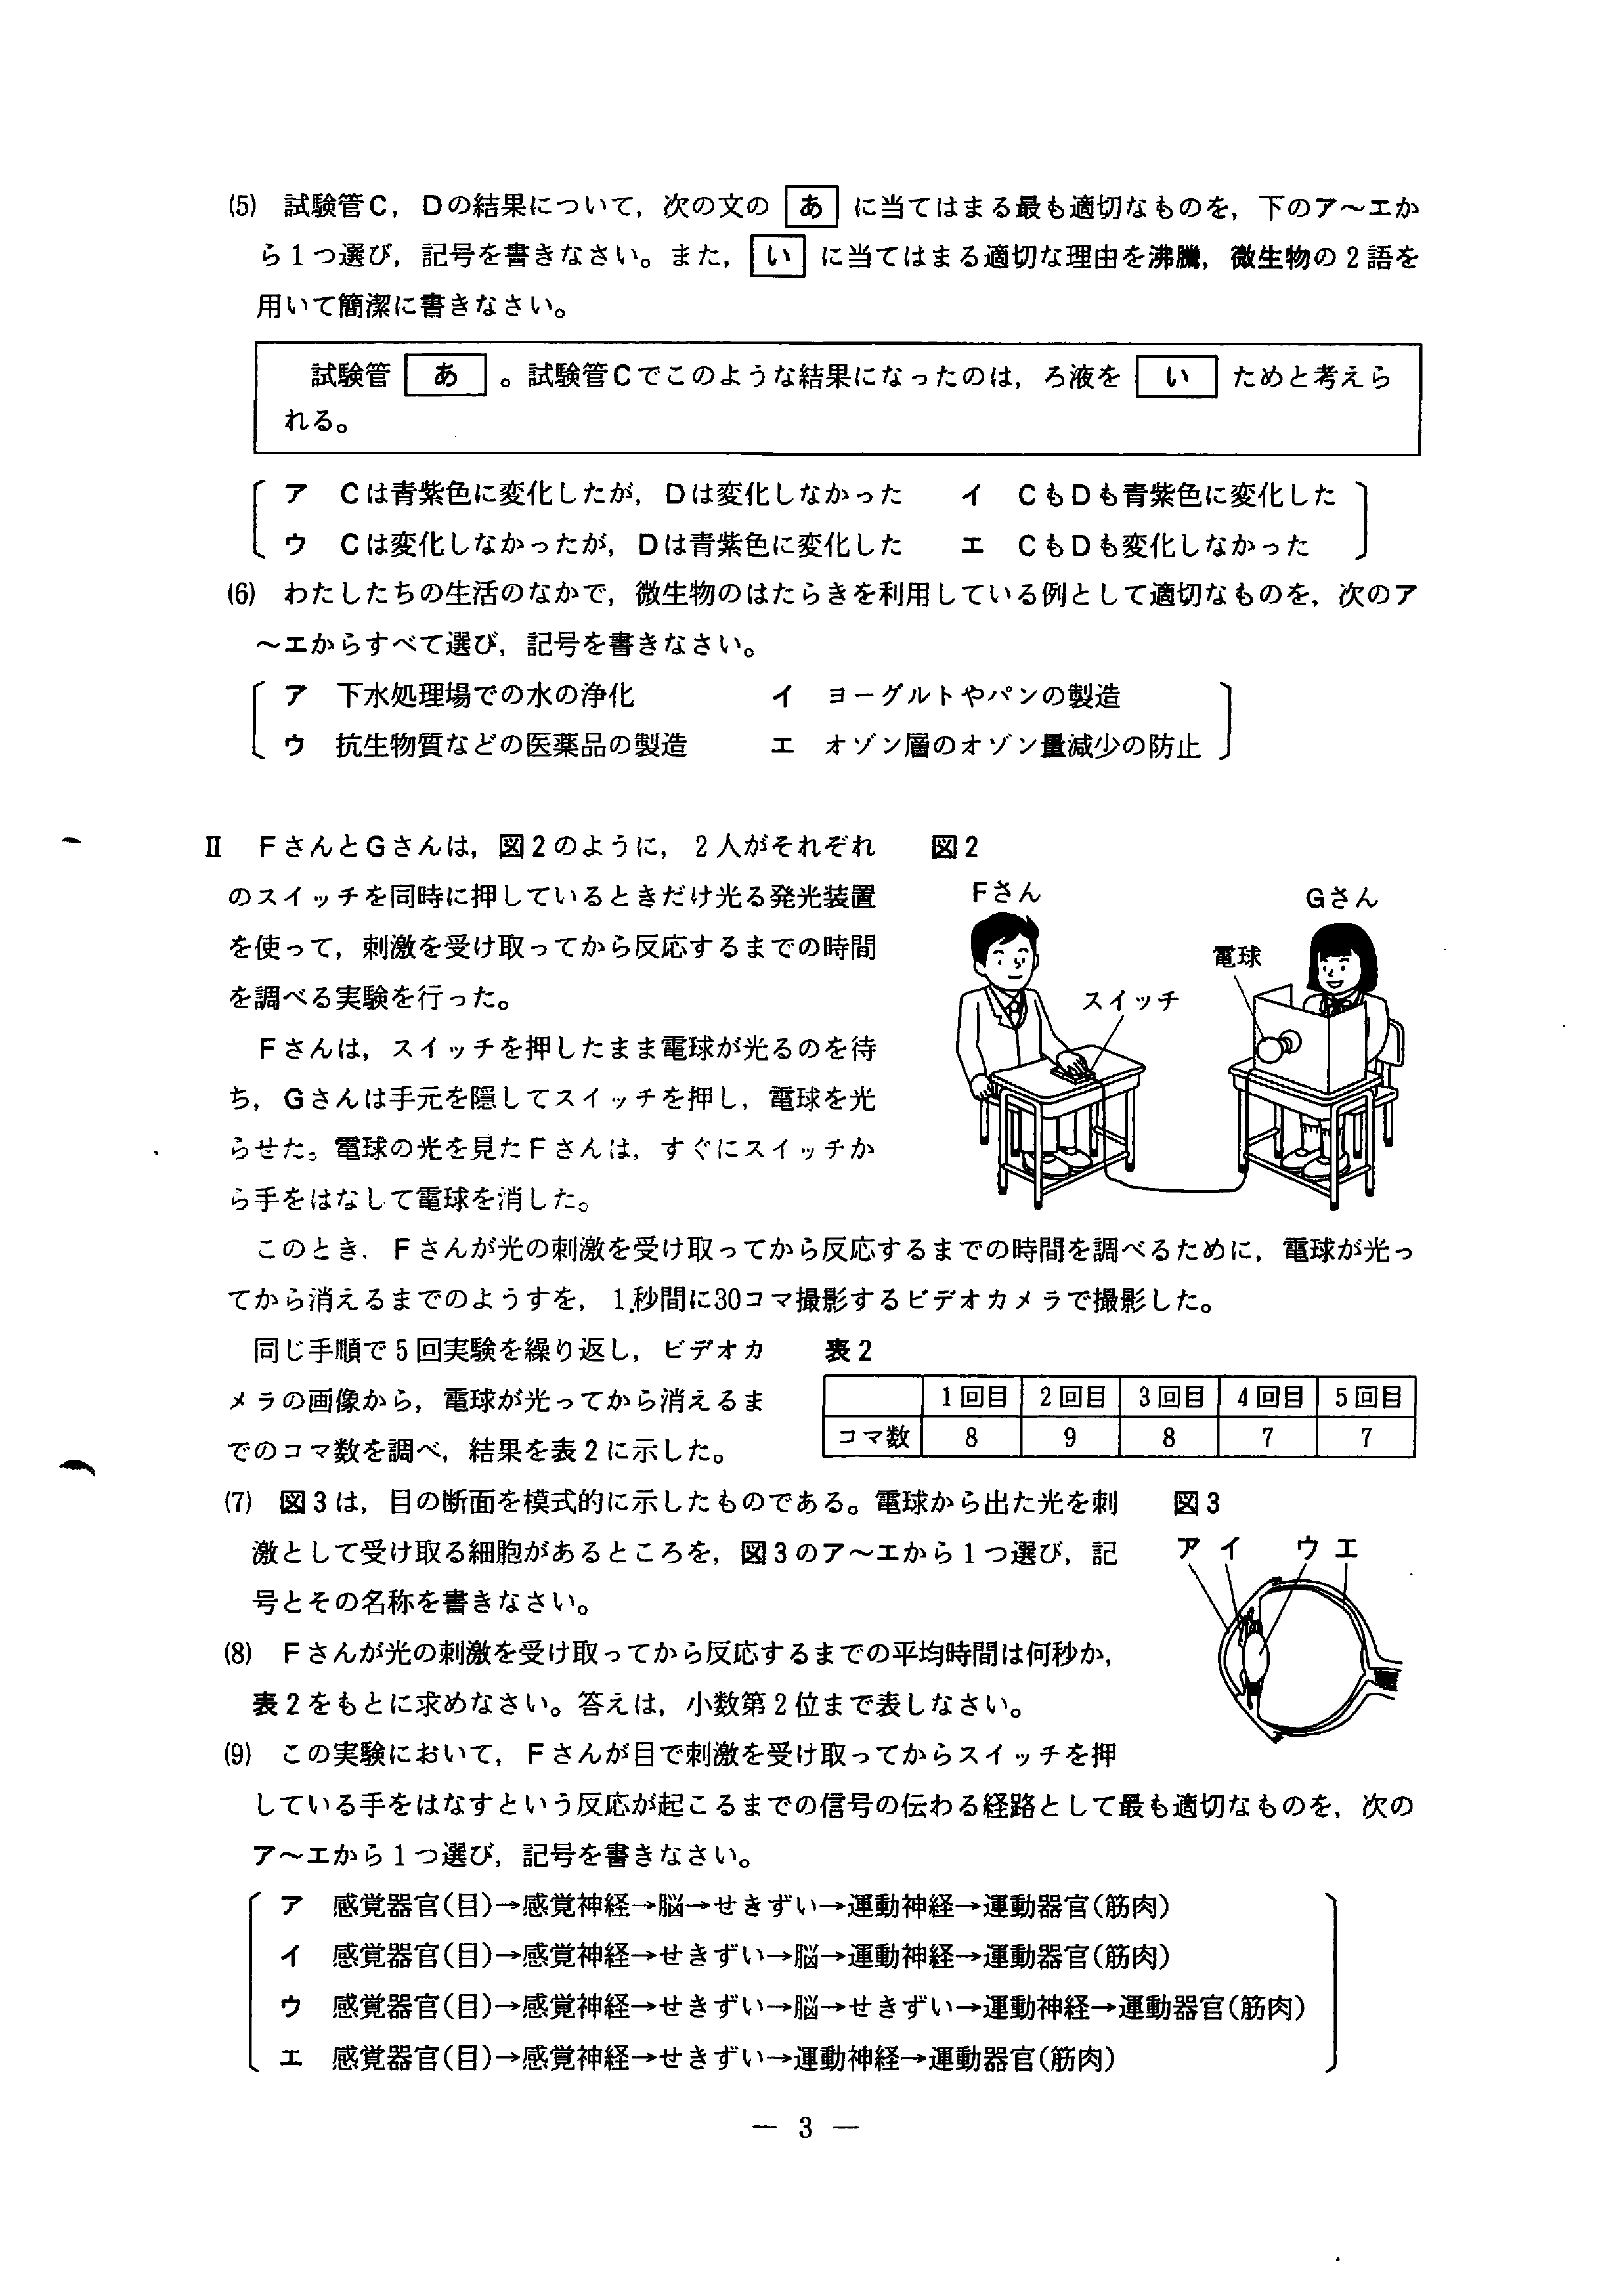 (5) 試験管C，Dの結果について，次の文の あ に当てはまる最も適切なものを，下のア〜エか
ら1つ選び，記号を書きなさい。また， い に当てはまる適切な理由を沸騰，微生物の2語を
用いて簡潔に書きなさい。
試験管 あ 。試験管Cでこのような結果になったのは，ろ液を い ためと考えら
れる。
ア Cは青紫色に変化したが，Dは変化しなかった イ CもDも青紫色に変化した
ウ Cは変化しなかったが，Dは青紫色に変化した エ CもDも変化しなかった
(6) わたしたちの生活のなかで，微生物のはたらきを利用している例として適切なものを，次のア
〜エからすべて選び，記号を書きなさい。
ア 下水処理場での水の浄化 イ ヨーグルトやパンの製造
ウ 抗生物質などの医薬品の製造 エ オゾン層のオゾン量減少の防止
Ⅱ FさんとGさんは，図2のように，2人がそれぞれ
のスイッチを同時に押しているときだけ光る発光装置
を使って，刺激を受け取ってから反応するまでの時間
を調べる実験を行った。
Fさんは，スイッチを押したまま電球が光るのを待
ち，Gさんは手元を隠してスイッチを押し，電球を光
らせた。電球の光を見たFさんは，すぐにスイッチか
ら手をはなして電球を消した。
図2
Fさん
Gさん
電球
スイッチ
このとき，Fさんが光の刺激を受け取ってから反応するまでの時間を調べるために，電球が光っ
てから消えるまでのようすを，1秒間に30コマ撮影するビデオカメラで撮影した。
同じ手順で5回実験を繰り返し，ビデオカ
メラの画像から，電球が光ってから消えるま
でのコマ数を調べ，結果を表2に示した。
表2
1回目 2回目 3回目 4回目 5回目
コマ数 8 9 8 7 7
(7) 図3は，目の断面を模式的に示したものである。電球から出た光を刺
激として受け取る細胞があるところを，図3のア〜エから1つ選び，記
号とその名称を書きなさい。
図3
ア イ ウ エ
(8) Fさんが光の刺激を受け取ってから反応するまでの平均時間は何秒か，
表2をもとに求めなさい。答えは，小数第2位まで表しなさい。
(9) この実験において，Fさんが目で刺激を受け取ってからスイッチを押
している手をはなすという反応が起こるまでの信号の伝わる経路として最も適切なものを，次の
ア〜エから1つ選び，記号を書きなさい。
ア 感覚器官(目)→感覚神経→脳→せきずい→運動神経→運動器官(筋肉)
イ 感覚器官(目)→感覚神経→せきずい→脳→運動神経→運動器官(筋肉)
ウ 感覚器官(目)→感覚神経→せきずい→脳→せきずい→運動神経→運動器官(筋肉)
エ 感覚器官(目)→感覚神経→せきずい→運動神経→運動器官(筋肉)
— 3 —